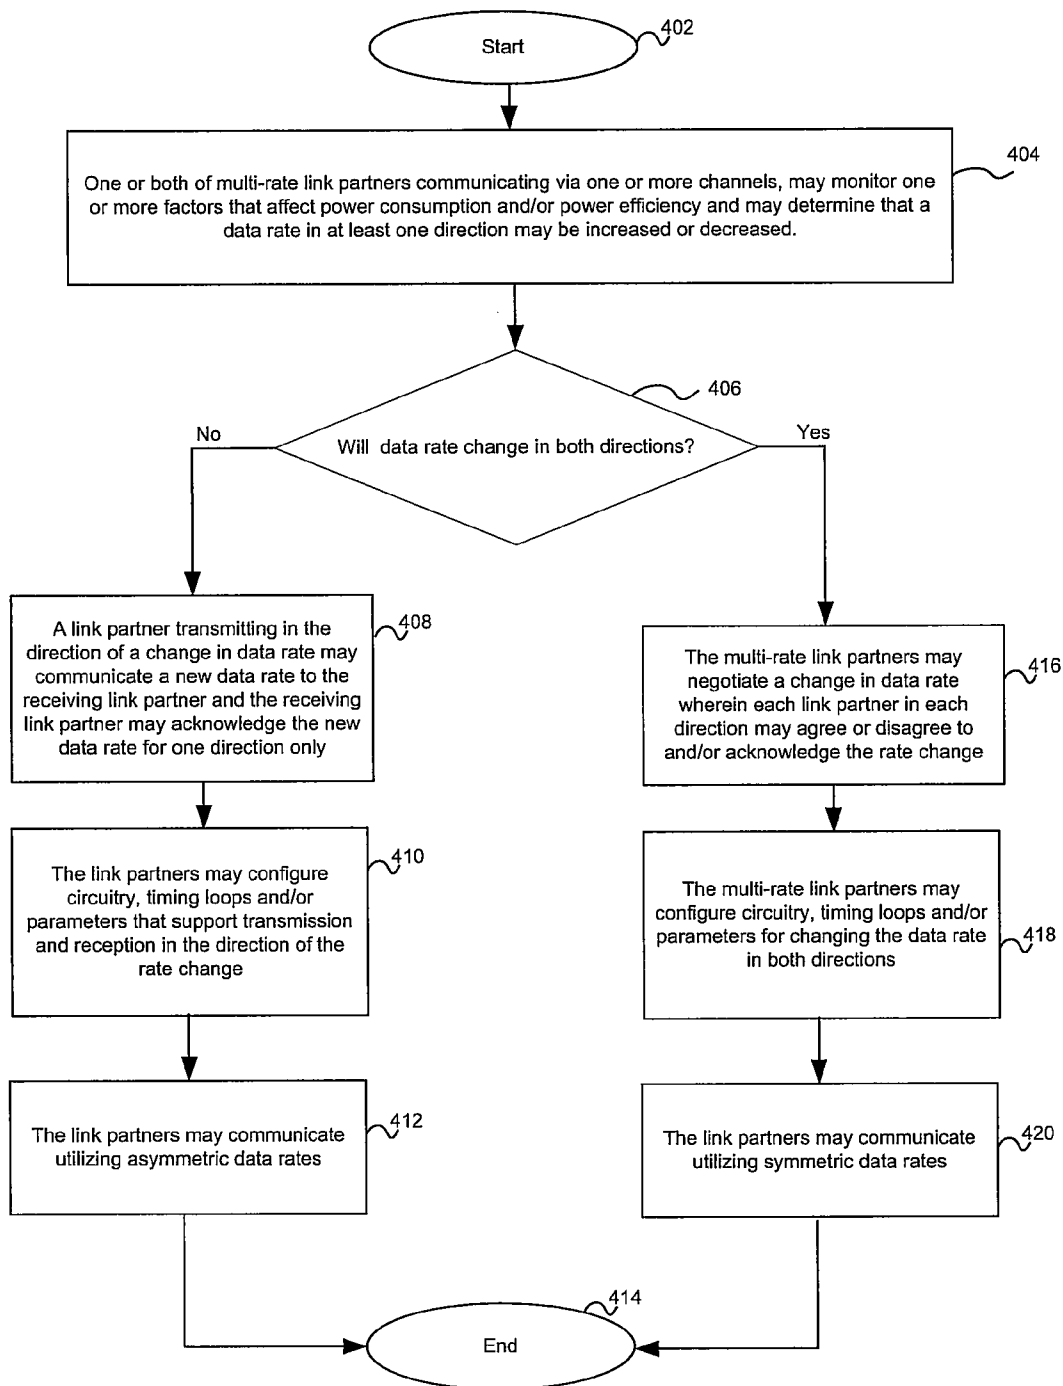 Start
402
One or both of multi-rate link partners communicating via one or more channels, may monitor one
or more factors that affect power consumption and/or power efficiency and may determine that a
data rate in at least one direction may be increased or decreased.
404
406
Will data rate change in both directions?
No
Yes
A link partner transmitting in the
direction of a change in data rate may
communicate a new data rate to the
receiving link partner and the receiving
link partner may acknowledge the new
data rate for one direction only
408
The multi-rate link partners may
negotiate a change in data rate
wherein each link partner in each
direction may agree or disagree to
and/or acknowledge the rate change
416
The link partners may configure
circuitry, timing loops and/or
parameters that support transmission
and reception in the direction of the
rate change
410
The multi-rate link partners may
configure circuitry, timing loops and/or
parameters for changing the data rate
in both directions
418
The link partners may communicate
utilizing asymmetric data rates
412
The link partners may communicate
utilizing symmetric data rates
420
End
414